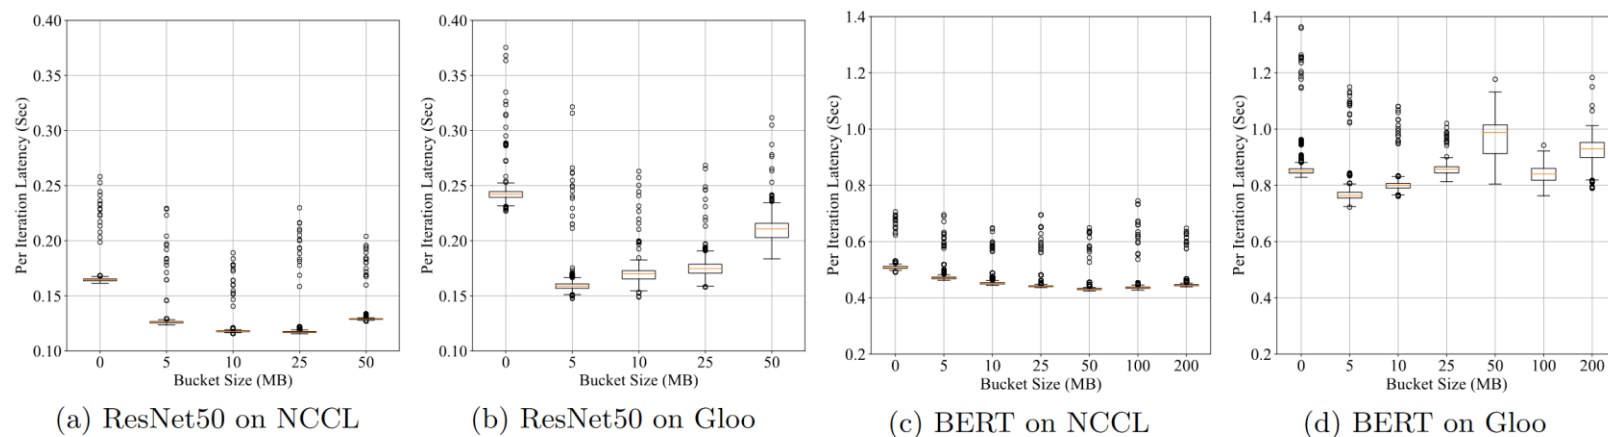 0.40
0.35
0.30
0.25
0.20
0.15
0.10
Per Iteration Latency (Sec)
0 5 10 25 50
Bucket Size (MB)
(a) ResNet50 on NCCL
0.40
0.35
0.30
0.25
0.20
0.15
0.10
Per Iteration Latency (Sec)
0 5 10 25 50
Bucket Size (MB)
(b) ResNet50 on Gloo
1.4
1.2
1.0
0.8
0.6
0.4
0.2
Per Iteration Latency (Sec)
0 5 10 25 50 100 200
Bucket Size (MB)
(c) BERT on NCCL
1.4
1.2
1.0
0.8
0.6
0.4
0.2
Per Iteration Latency (Sec)
0 5 10 25 50 100 200
Bucket Size (MB)
(d) BERT on Gloo